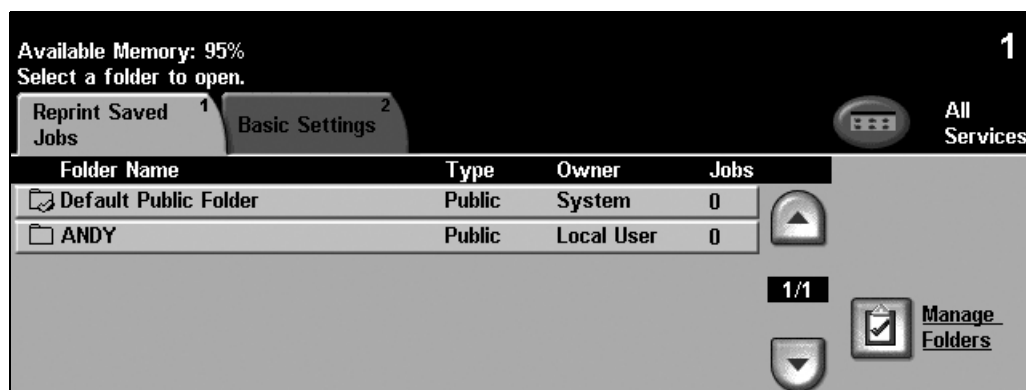 Available Memory: 95%
1
Select a folder to open.
Reprint Saved Jobs 1
Basic Settings 2
All Services
Folder Name Type Owner Jobs
Default Public Folder Public System 0
ANDY Public Local User 0
1/1
Manage Folders